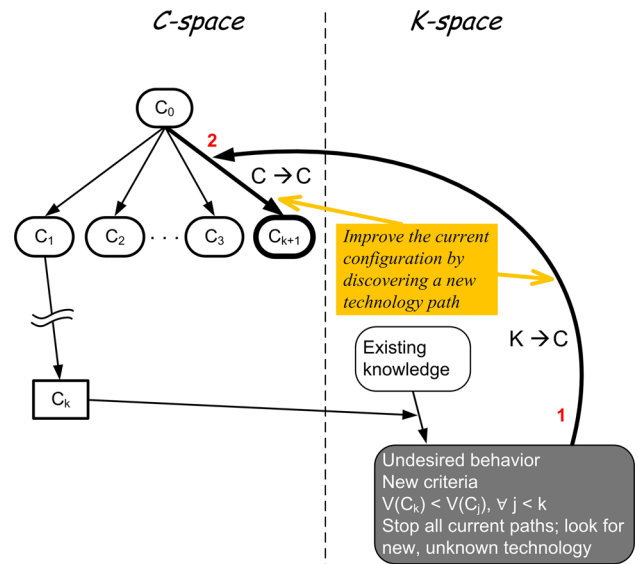 C-space
K-space
C0
2
C → C
C1
C2
. . .
C3
Ck+1
Improve the current
configuration by
discovering a new
technology path
K → C
Existing
knowledge
Ck
1
Undesired behavior
New criteria
V(Ck) < V(Cj), ∀ j < k
Stop all current paths; look for
new, unknown technology